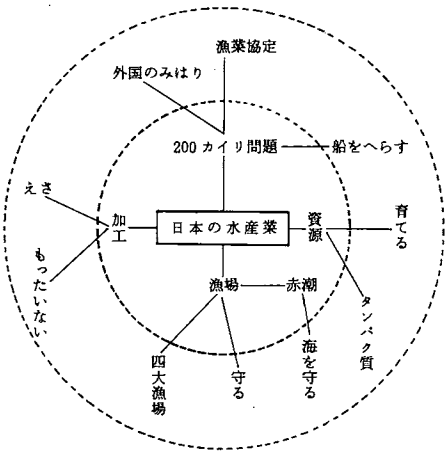 漁業協定
外国のみはり
200カイリ問題
船をへらす
えさ
加工
日本の水産業
資源
育てる
もったいない
漁場
赤潮
タンパク質
四大漁場
守る
海を守る